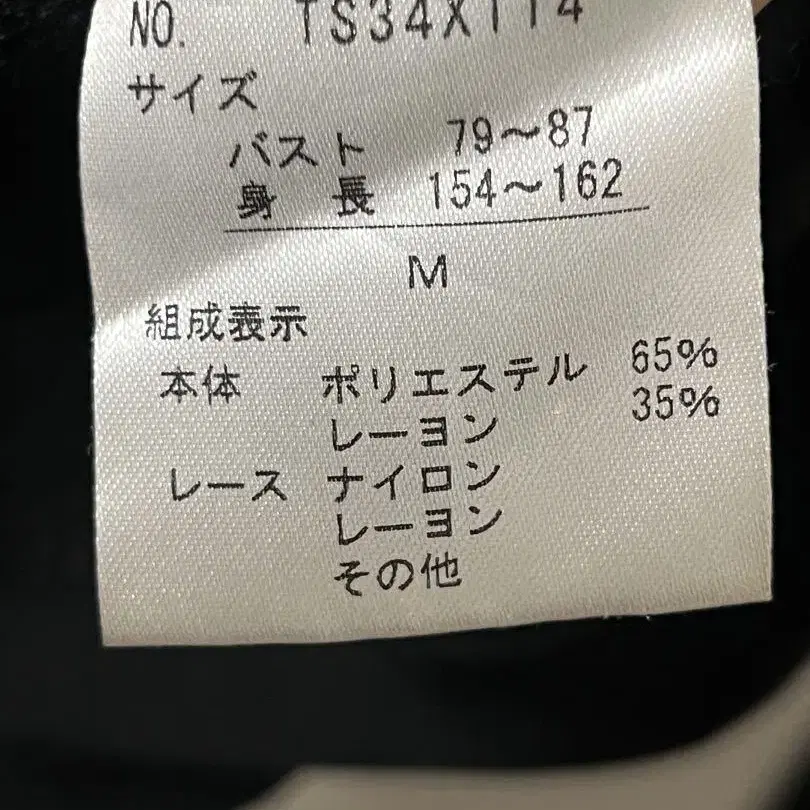 NO. TS34X114
サイズ
バスト 79～87
身 長 154～162
M
組成表示
本体 ポリエステル 65%
レーヨン 35%
レース ナイロン
レーヨン
その他